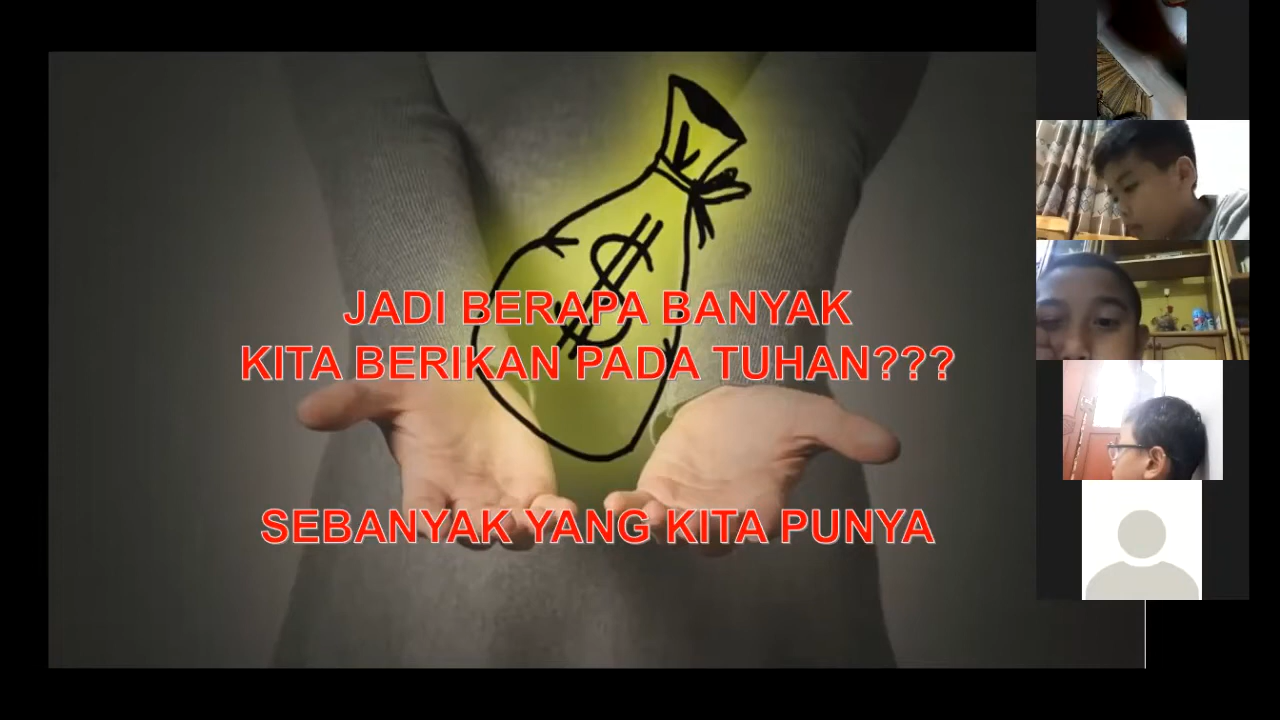 JADI BERAPA BANYAK
KITA BERIKAN PADA TUHAN???
SEBANYAK YANG KITA PUNYA